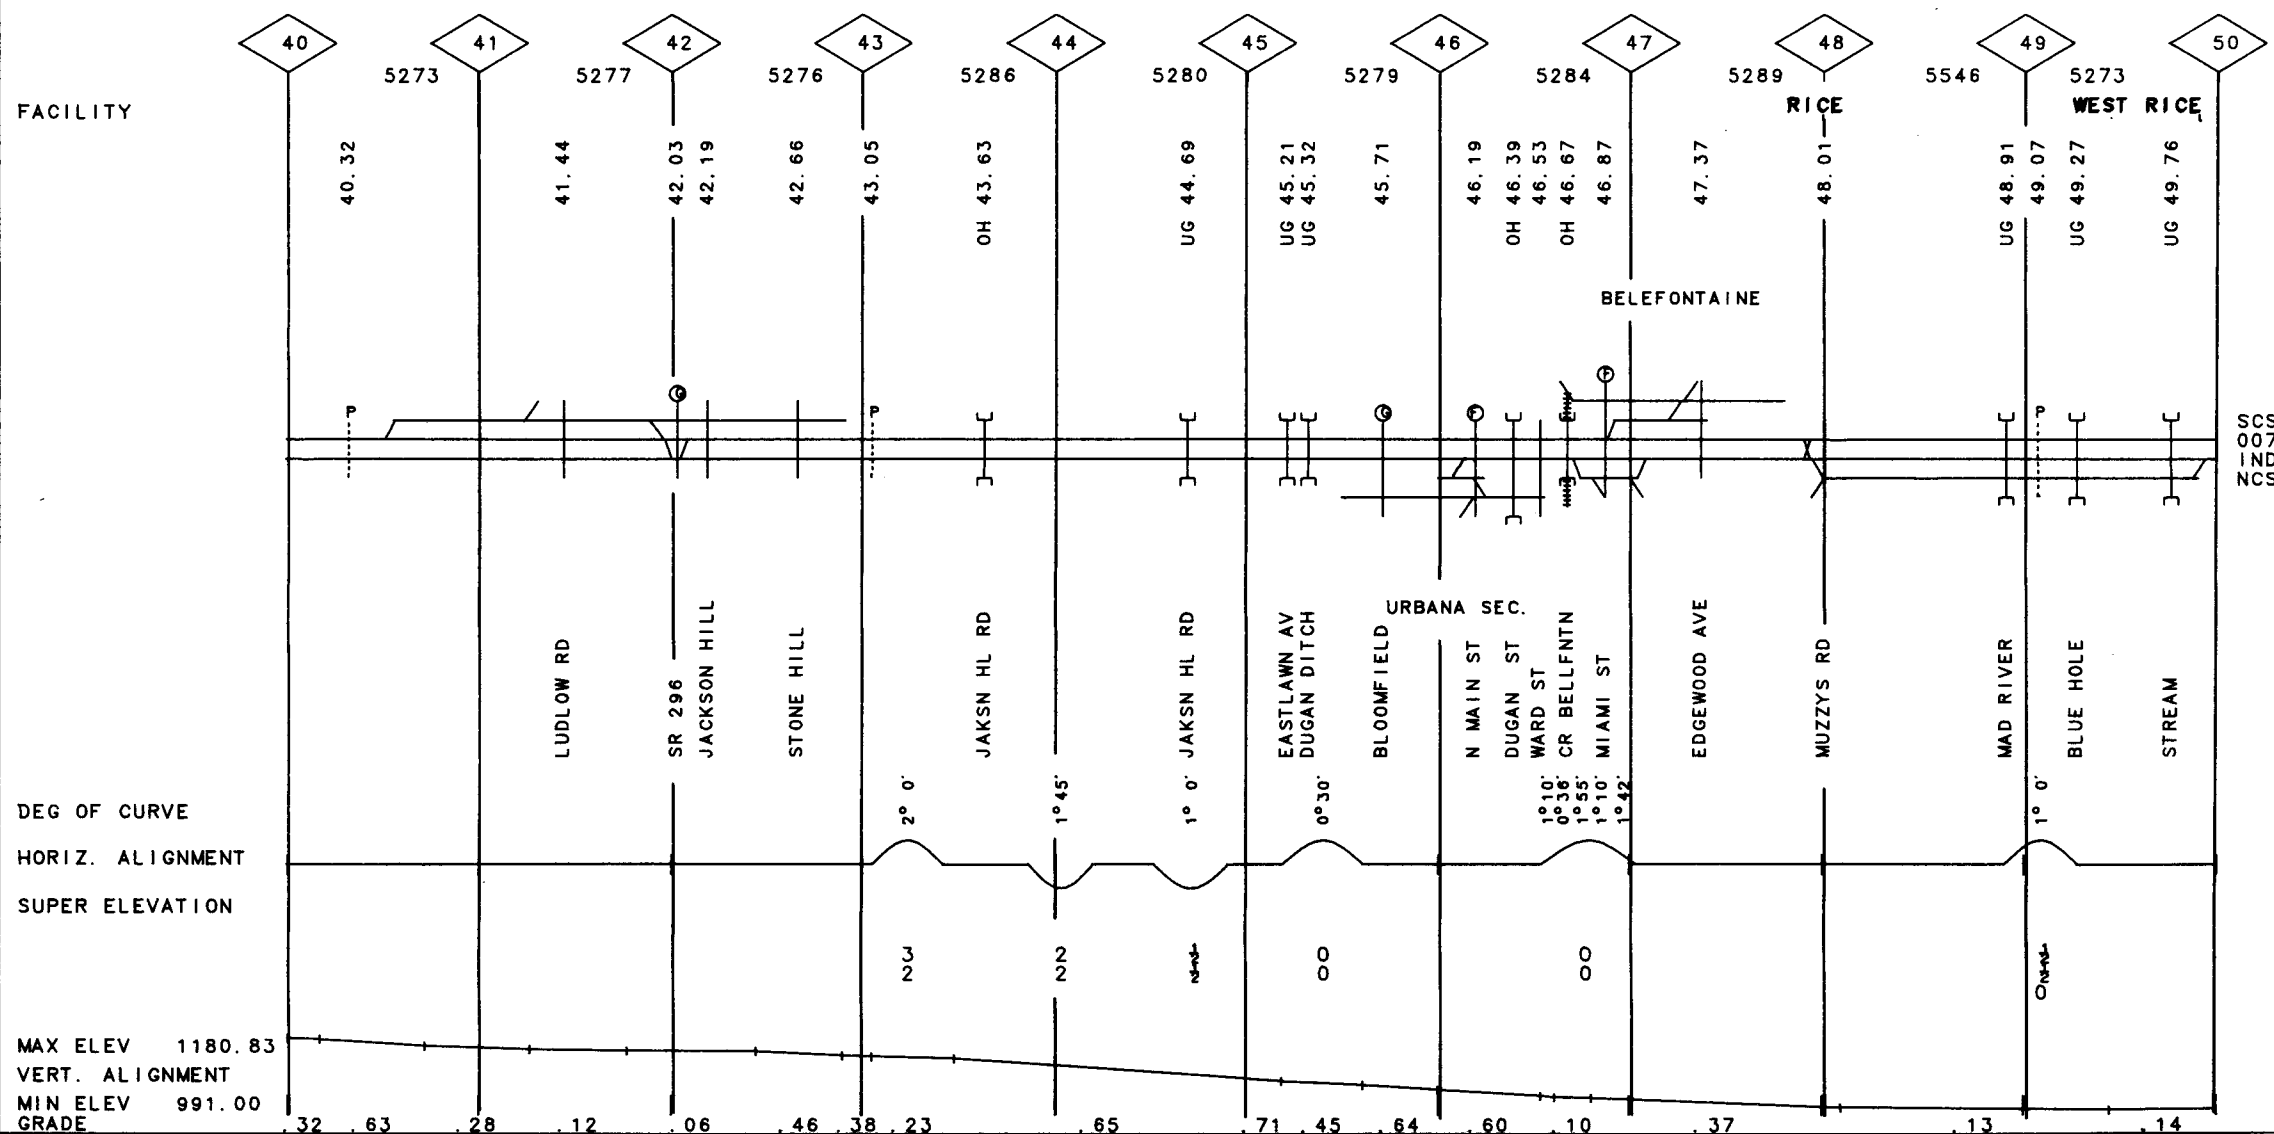 40 41 42 43 44 45 46 47 48 49 50
5273 5277 5276 5286 5280 5279 5284 5289 5546 5273
FACILITY RICE WEST RICE
40.32
41.44
42.03
42.19
42.66
43.05
OH 43.63
UG 44.69
UG 45.21
UG 45.32
45.71
46.19
OH 46.39
46.53
OH 46.67
46.87
47.37
48.01
UG 48.91
49.07
UG 49.27
UG 49.76
BELEFONTAINE
P
G
P
G
F
F
P
SCS
007
IND
NCS
URBANA SEC.
LUDLOW RD
SR 296
JACKSON HILL
STONE HILL
JAKSN HL RD
JAKSN HL RD
EASTLAWN AV
DUGAN DITCH
BLOOMFIELD
N MAIN ST
DUGAN ST
WARD ST
CR BELLFNTN
MIAMI ST
EDGEWOOD AVE
MUZZYS RD
MAD RIVER
BLUE HOLE
STREAM
DEG OF CURVE
2° 0'
1°45'
1° 0'
0°30'
1°10'
0°36'
1°55'
1°10'
1°42'
1° 0'
HORIZ. ALIGNMENT
SUPER ELEVATION
3 2 0 0
2 2 0 0
0
MAX ELEV 1180.83
VERT. ALIGNMENT
MIN ELEV 991.00
GRADE .32 .63 .28 .12 .06 .46 .38 .23 .65 .71 .45 .64 .60 .10 .37 .13 .14